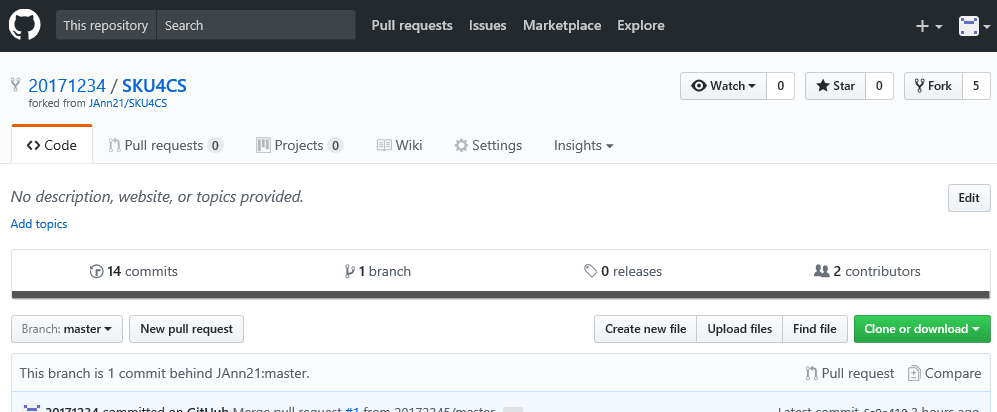 This repository Search Pull requests Issues Marketplace Explore
20171234 / SKU4CS Watch 0 Star 0 Fork 5
forked from JAnn21/SKU4CS
Code Pull requests 0 Projects 0 Wiki Settings Insights
No description, website, or topics provided. Edit
Add topics
14 commits 1 branch 0 releases 2 contributors
Branch: master New pull request Create new file Upload files Find file Clone or download
This branch is 1 commit behind JAnn21:master. Pull request Compare
20171234 committed on GitHub Merge pull request #1 from 20172345/master Latest commit 2 hours ago